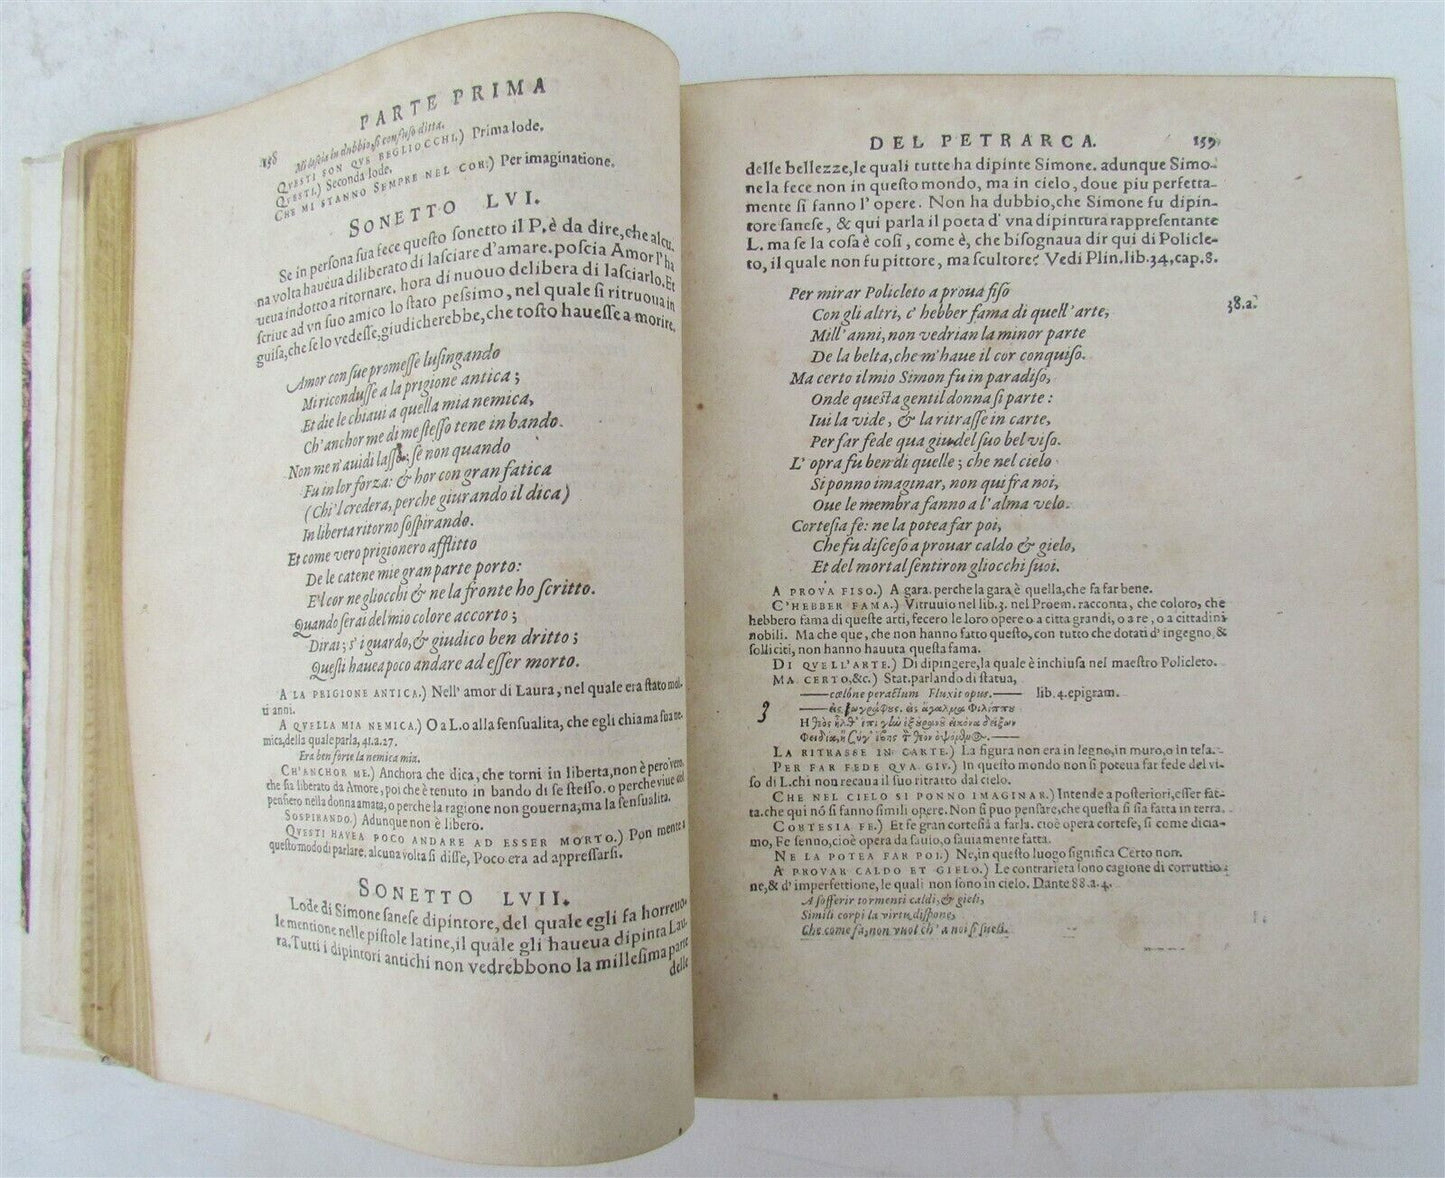 PARTE PRIMA
158
Mi lascia in dubbio, sì confuso ditta.
QVESTI SON QVE BEGLIOCCHI.) Prima lode.
QVESTI.) Seconda lode.
CHE MI STANNO SEMPRE NEL COR.) Per imaginatione.
SONETTO LVI.
Se in persona sua fece questo sonetto il P. è da dire, che alcu-
na volta haueua diliberato di lasciare d'amare. poscia Amor l'ha
ueua indotto a ritornare. hora di nuouo delibera di lasciarlo. Et
scriue ad vn suo amico lo stato pessimo, nel quale si ritruoua in
guisa, che se lo vedesse, giudicherebbe, che tosto hauesse a morire.
Amor con sue promesse lusingando
Mi ricondusse a la prigione antica;
Et die le chiaui a quella mia nemica,
Ch'anchor me di me stesso tene in bando.
Non me n'auidi lasso; se non quando
Fu in lor forza: & hor con gran fatica
(Chi'l credera, perche giurando il dica)
In liberta ritorno sospirando.
Et come vero prigionero afflitto
De le catene mie gran parte porto:
E'l cor ne gliocchi & ne la fronte ho scritto.
Quando serai del mio colore accorto;
Dirai; s'i guardo, & giudico ben dritto;
Questi hauea poco andare ad esser morto.
A LA PRIGIONE ANTICA.) Nell' amor di Laura, nel quale era stato mol-
ti anni.
A QVELLA MIA NEMICA.) O a L. o alla sensualita, che egli chiama sua ne-
mica, della quale parla, 41.a.27.
Era ben forte la nemica mia.
CH'ANCHOR ME.) Anchora che dica, che torni in liberta, non è pero vero,
che sia liberato da Amore, poi che è tenuto in bando di se stesso. o perche viue col
pensiero nella donna amata, o perche la ragione non gouerna; ma la sensualita.
SOSPIRANDO.) Adunque non è libero.
QVESTI HAVEA POCO ANDARE AD ESSER MORTO.) Pon mente a
questo modo di parlare. alcuna volta si disse, Poco era ad appressarsi.
SONETTO LVII.
Lode di Simone sanese dipintore, del quale egli fa horreuo-
le mentione nelle pistole latine, il quale gli haueua dipinta Lau-
ra. Tutti i dipintori antichi non vedrebbono la millesima parte
delle
DEL PETRARCA. 159
delle bellezze, le quali tutte ha dipinte Simone. adunque Simo-
ne la fece non in questo mondo, ma in cielo, doue piu perfetta-
mente si fanno l' opere. Non ha dubbio, che Simone fu dipin-
tore sanese, & qui parla il poeta d' vna dipintura rappresentante
L. ma se la cosa è così, come è, che bisognaua dir qui di Policle-
to, il quale non fu pittore, ma scultore? Vedi Plin. lib. 34, cap. 8.
Per mirar Policleto a proua fiso
38.a.
Con gli altri, c' hebber fama di quell' arte,
Mill' anni, non vedrian la minor parte
De la belta, che m' haue il cor conquiso.
Ma certo il mio Simon fu in paradiso,
Onde questa gentil donna si parte:
Iui la vide, & la ritrasse in carte,
Per far fede qua giu del suo bel viso.
L' opra fu ben di quelle; che nel cielo
Si ponno imaginar, non qui fra noi,
Oue le membra fanno a l' alma velo.
Cortesia fe: ne la potea far poi,
Che fu disceso a prouar caldo & gielo,
Et del mortal sentiron gliocchi suoi.
A PROVA FISO.) A gara. perche la gara è quella, che fa far bene.
C'HEBBER FAMA.) Vitruuio nel lib. 3. nel Proem. racconta, che coloro, che
hebbero fama di queste arti, fecero le loro opere o a citta grandi, o a re, o a cittadini
nobili. Ma che que, che non hanno fatto questo, con tutto che dotati d' ingegno, &
solliciti, non hanno hauuta questa fama.
DI QVELL'ARTE.) Di dipingere, la quale è inchiusa nel maestro Policleto.
MA CERTO, &c.) Stat. parlando di statua,
——cœlóne peractum Fluxit opus.—— lib. 4. epigram.
3
LA RITRASSE IN CARTE.) La figura non era in legno, in muro, o in tela.
PER FAR FEDE QVA GIV.) In questo mondo non si poteua far fede del vi-
so di L. chi non recaua il suo ritratto dal cielo.
CHE NEL CIELO SI PONNO IMAGINAR.) Intende a posteriori, esser fat-
ta. che qui nó si fanno simili opere. Non si puo pensare, che questa si sia fatta in terra.
CORTESIA FE.) Et fe gran cortesia a farla. cioè opera cortese, si come dicia-
mo, Fe senno, cioè opera da sauio, o sauiamente fatta.
NE LA POTEA FAR POI.) Ne, in questo luogo significa Certo non.
A PROVAR CALDO ET GIELO.) Le contrarieta sono cagione di corruttio-
ne, & d' imperfettione, le quali non sono in cielo. Dante 88.a.4.
A sofferir tormenti caldi, & gieli,
Simili corpi la virtu dispone,
Che come fa, non vuol ch' a noi si sueli.